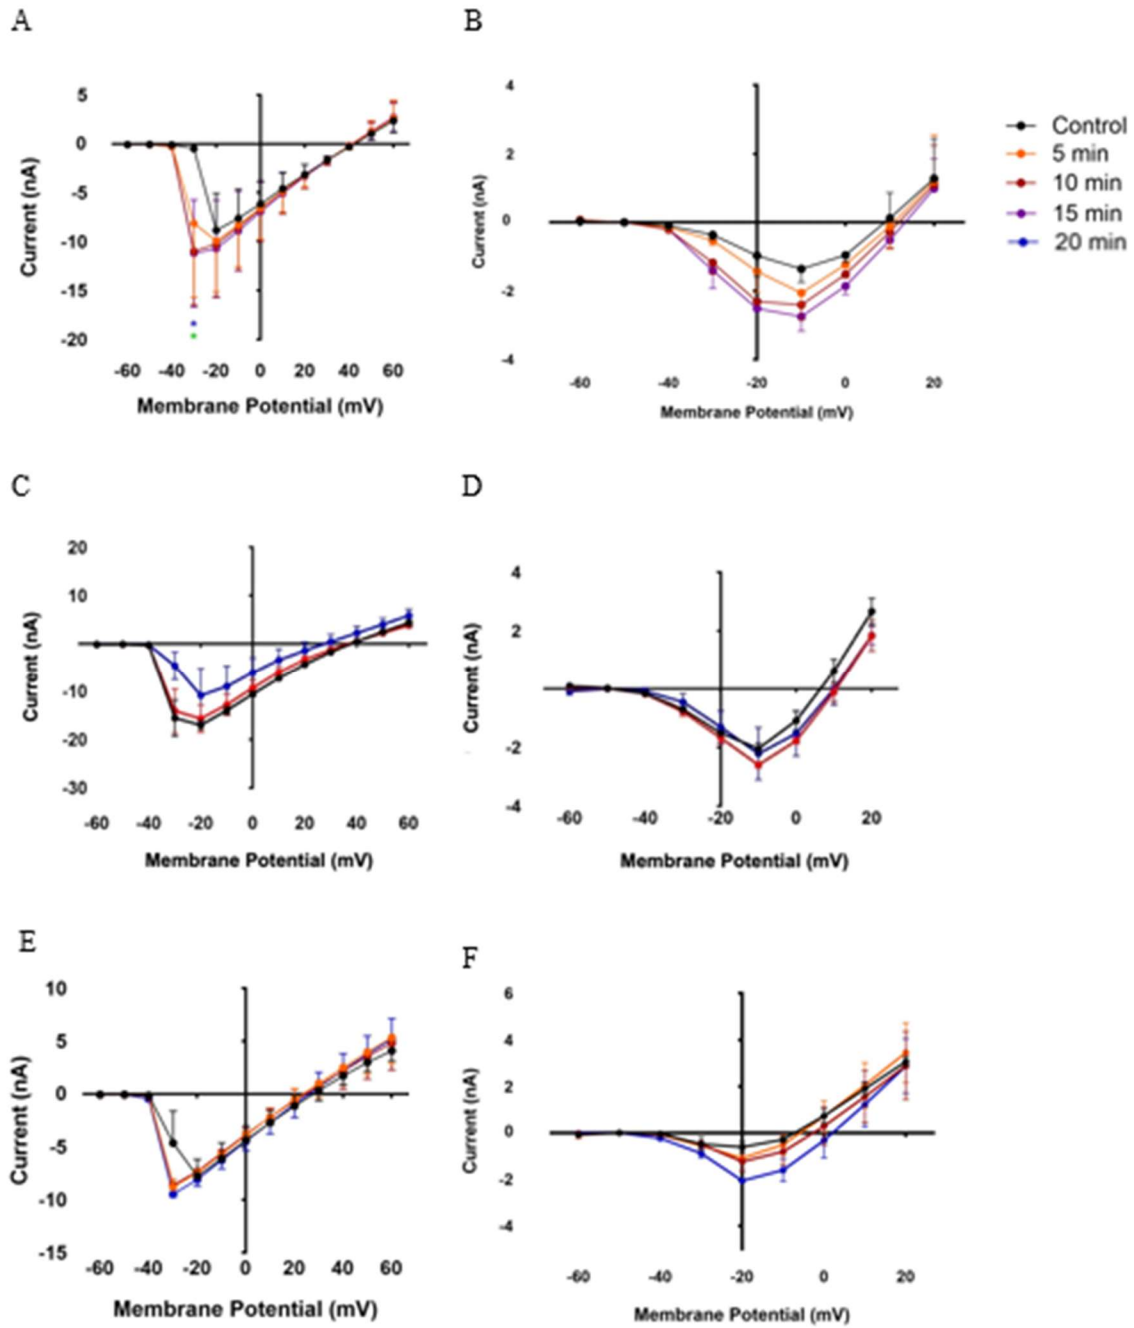 A
B
5
0
-5
-10
-15
-20
Current (nA)
-60 -40 -20 0 20 40 60
Membrane Potential (mV)
4
2
0
-2
-4
Current (nA)
-60 -40 -20 0 20
Membrane Potential (mV)
Control
5 min
10 min
15 min
20 min
C
D
20
10
0
-10
-20
-30
Current (nA)
-60 -40 -20 0 20 40 60
Membrane Potential (mV)
4
2
0
-2
-4
Current (nA)
-60 -40 -20 0 20
Membrane Potential (mV)
E
F
10
5
0
-5
-10
-15
Current (nA)
-60 -40 -20 0 20 40 60
Membrane Potential (mV)
6
4
2
0
-2
-4
Current (nA)
-60 -40 -20 0 20
Membrane Potential (mV)